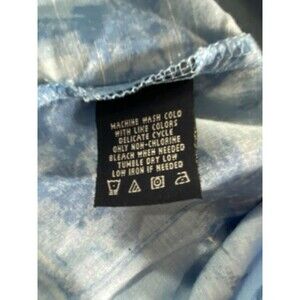 MACHINE WASH COLD
WITH LIKE COLORS
DELICATE CYCLE
ONLY NON-CHLORINE
BLEACH WHEN NEEDED
TUMBLE DRY LOW
LOW IRON IF NEEDED